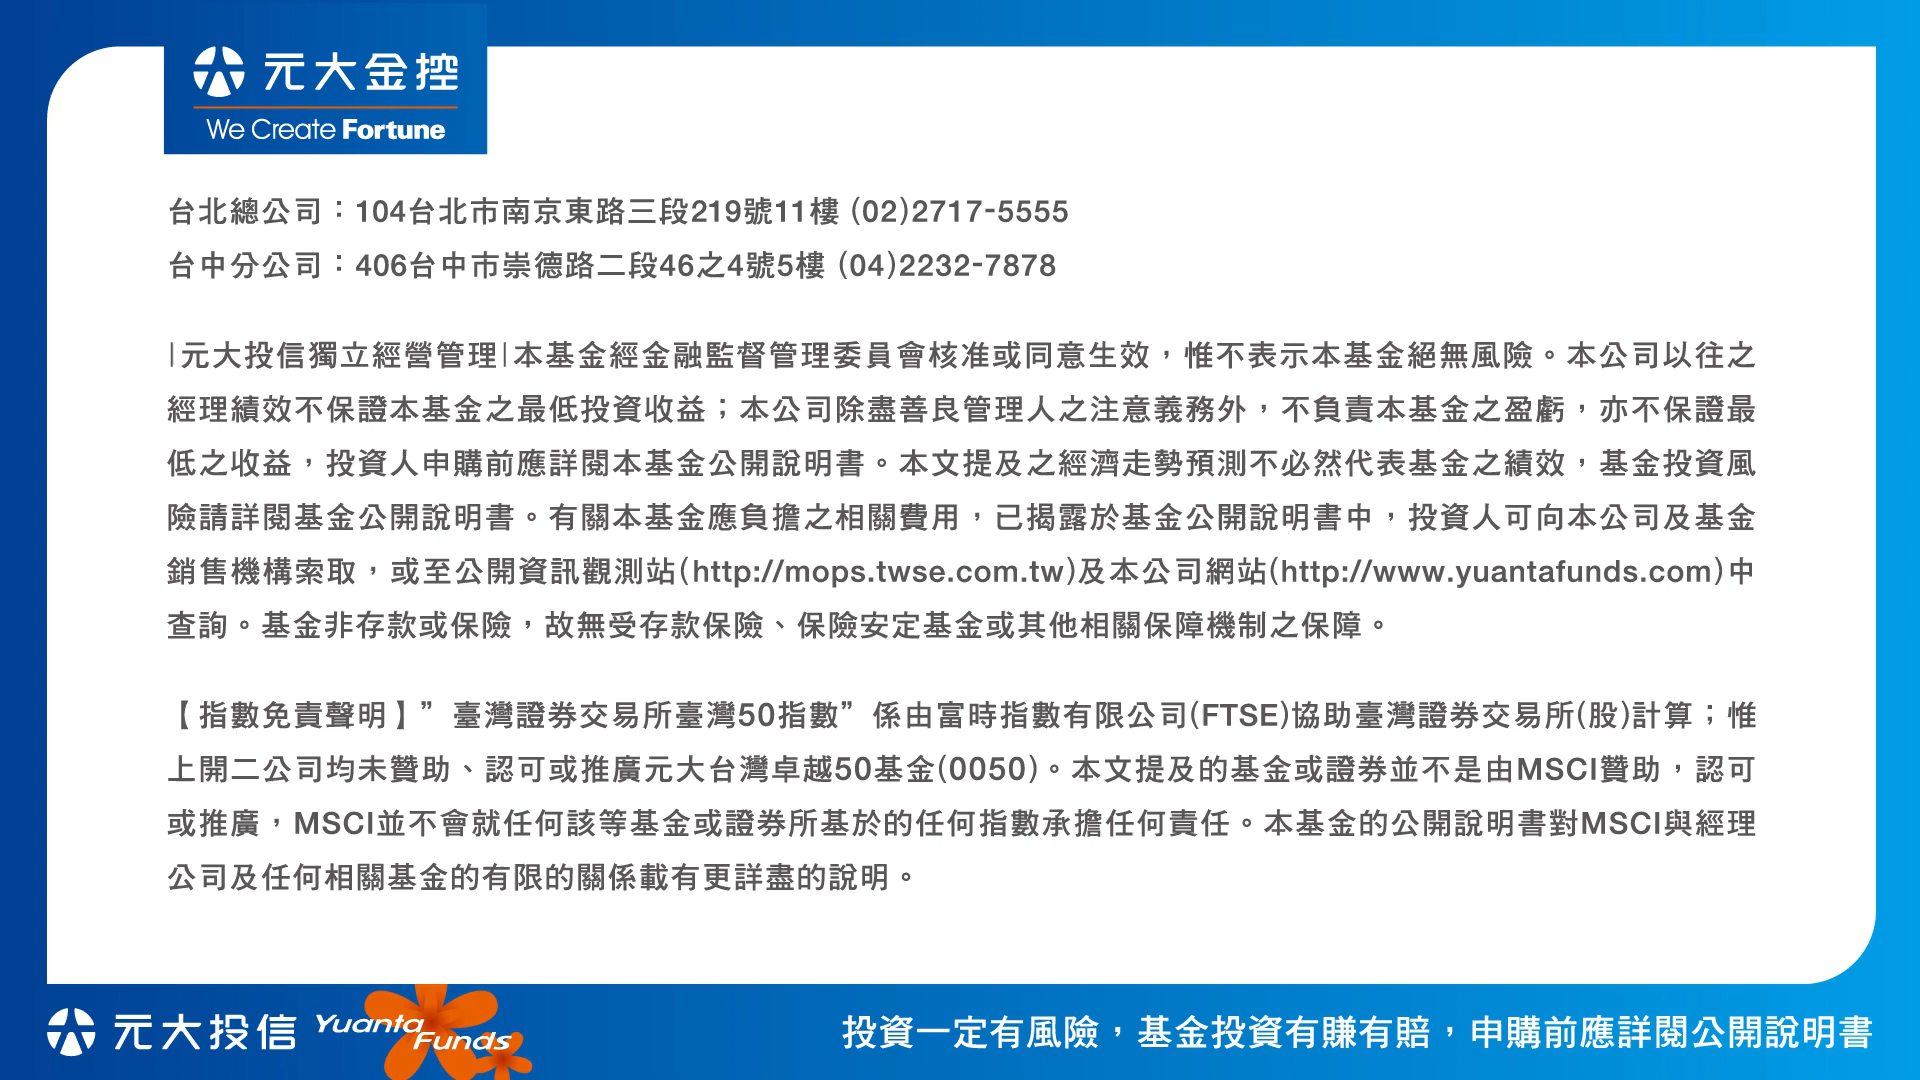 元大金控
We Create Fortune
台北總公司：104台北市南京東路三段219號11樓 (02)2717-5555
台中分公司：406台中市崇德路二段46之4號5樓 (04)2232-7878
|元大投信獨立經營管理|本基金經金融監督管理委員會核准或同意生效，惟不表示本基金絕無風險。本公司以往之
經理績效不保證本基金之最低投資收益；本公司除盡善良管理人之注意義務外，不負責本基金之盈虧，亦不保證最
低之收益，投資人申購前應詳閱本基金公開說明書。本文提及之經濟走勢預測不必然代表基金之績效，基金投資風
險請詳閱基金公開說明書。有關本基金應負擔之相關費用，已揭露於基金公開說明書中，投資人可向本公司及基金
銷售機構索取，或至公開資訊觀測站(http://mops.twse.com.tw)及本公司網站(http://www.yuantafunds.com)中
查詢。基金非存款或保險，故無受存款保險、保險安定基金或其他相關保障機制之保障。
【指數免責聲明】”臺灣證券交易所臺灣50指數”係由富時指數有限公司(FTSE)協助臺灣證券交易所(股)計算；惟
上開二公司均未贊助、認可或推廣元大台灣卓越50基金(0050)。本文提及的基金或證券並不是由MSCI贊助，認可
或推廣，MSCI並不會就任何該等基金或證券所基於的任何指數承擔任何責任。本基金的公開說明書對MSCI與經理
公司及任何相關基金的有限的關係載有更詳盡的說明。
元大投信 Yuanta Funds
投資一定有風險，基金投資有賺有賠，申購前應詳閱公開說明書